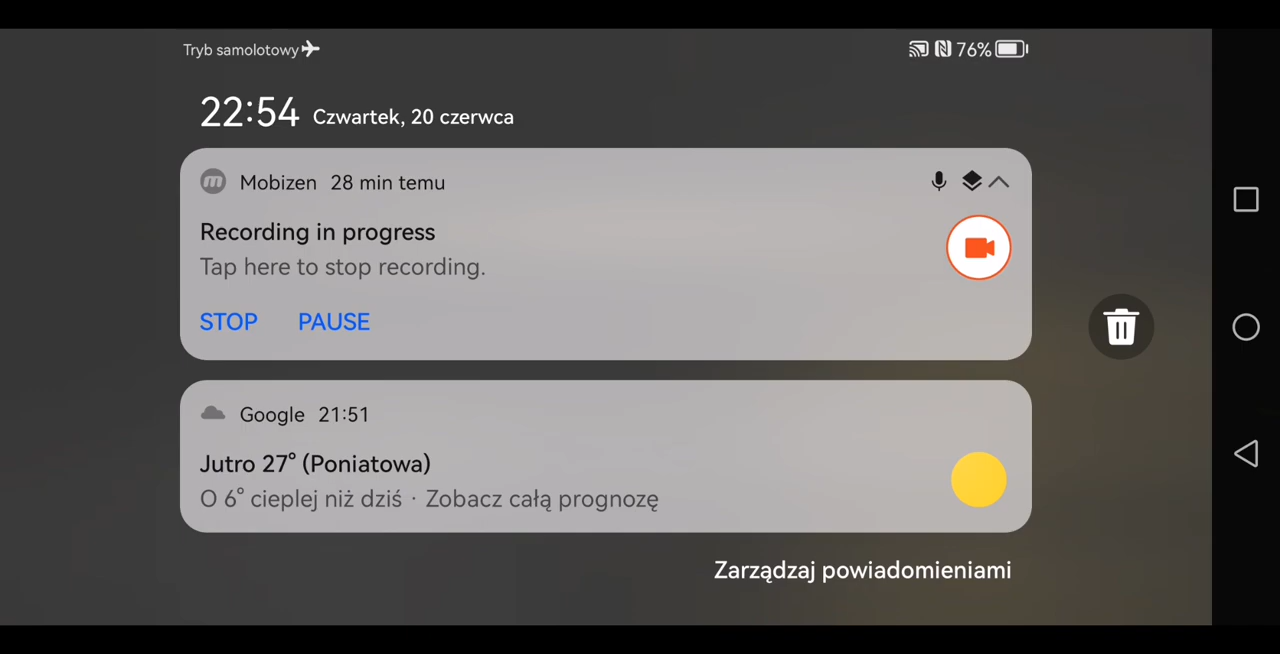 Tryb samolotowy 76%
22:54 Czwartek, 20 czerwca
Mobizen 28 min temu
Recording in progress
Tap here to stop recording.
STOP PAUSE
Google 21:51
Jutro 27° (Poniatowa)
O 6° cieplej niż dziś · Zobacz całą prognozę
Zarządzaj powiadomieniami